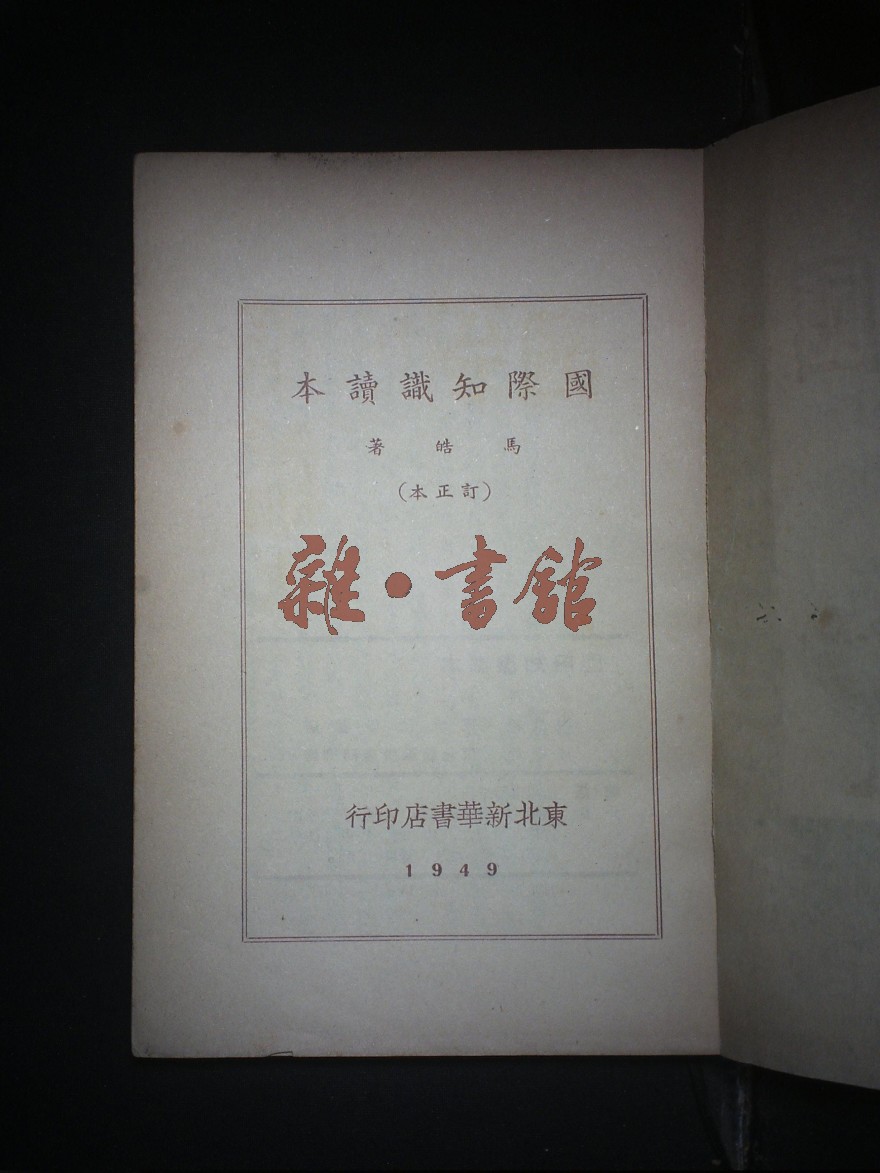 國際知識讀本
馬皓著
(訂正本)
雜·書館
東北新華書店印行
1949